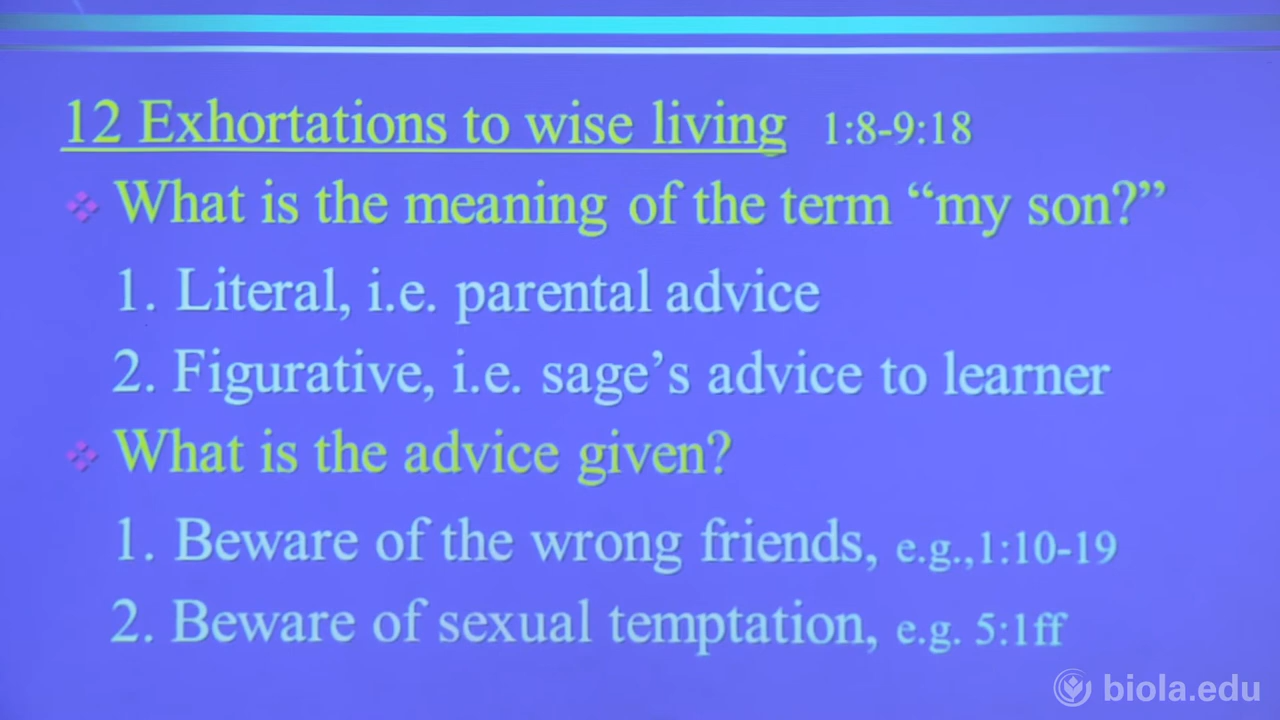 12 Exhortations to wise living 1:8-9:18
What is the meaning of the term “my son?”
1. Literal, i.e. parental advice
2. Figurative, i.e. sage’s advice to learner
What is the advice given?
1. Beware of the wrong friends, e.g.,1:10-19
2. Beware of sexual temptation, e.g. 5:1ff
biola.edu